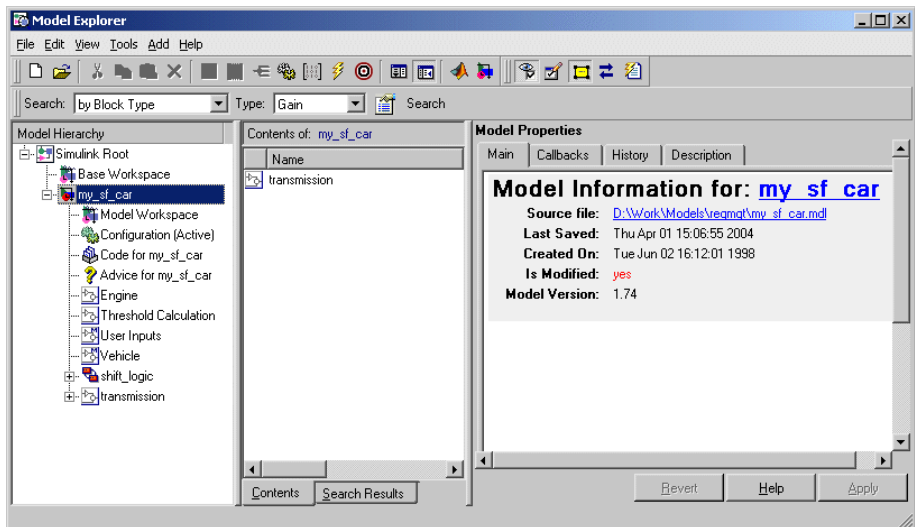 Model Explorer
File Edit View Tools Add Help
Search: by Block Type Type: Gain Search
Model Hierarchy
Simulink Root
Base Workspace
my_sf_car
Model Workspace
Configuration (Active)
Code for my_sf_car
Advice for my_sf_car
Engine
Threshold Calculation
User Inputs
Vehicle
shift_logic
transmission
Contents of: my_sf_car
Name
transmission
Contents Search Results
Model Properties
Main Callbacks History Description
Model Information for: my_sf_car
Source file: D:\Work\Models\reqmgt\my_sf_car.mdl
Last Saved: Thu Apr 01 15:06:55 2004
Created On: Tue Jun 02 16:12:01 1998
Is Modified: yes
Model Version: 1.74
Revert Help Apply